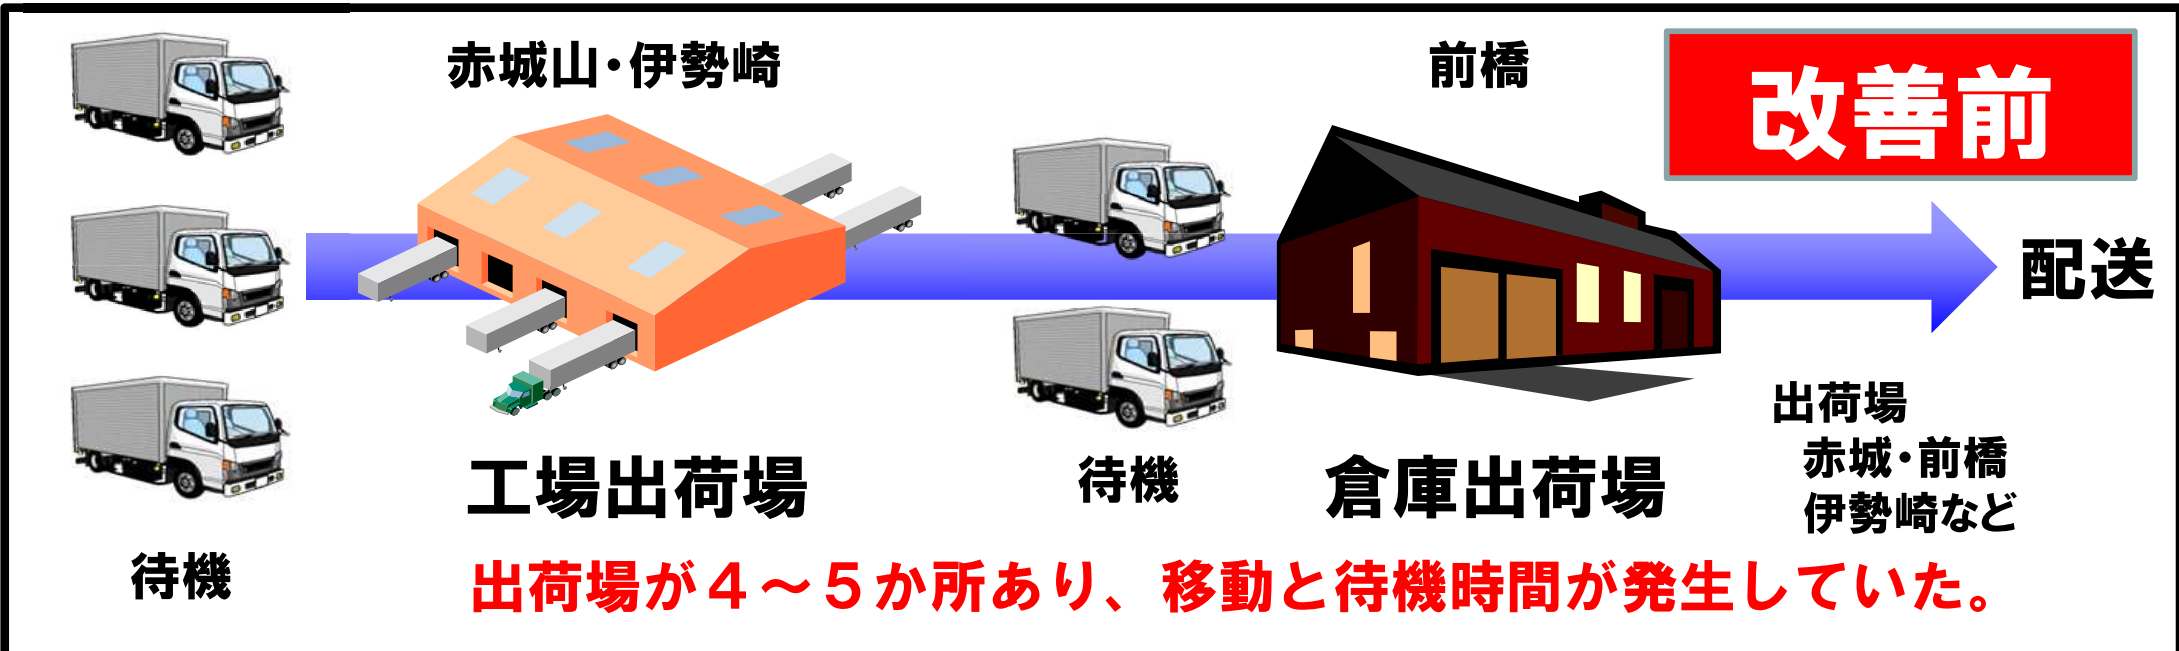 赤城山・伊勢崎
前橋
改善前
配送
工場出荷場
待機
倉庫出荷場
出荷場
赤城・前橋
伊勢崎など
待機
出荷場が４～５か所あり、移動と待機時間が発生していた。